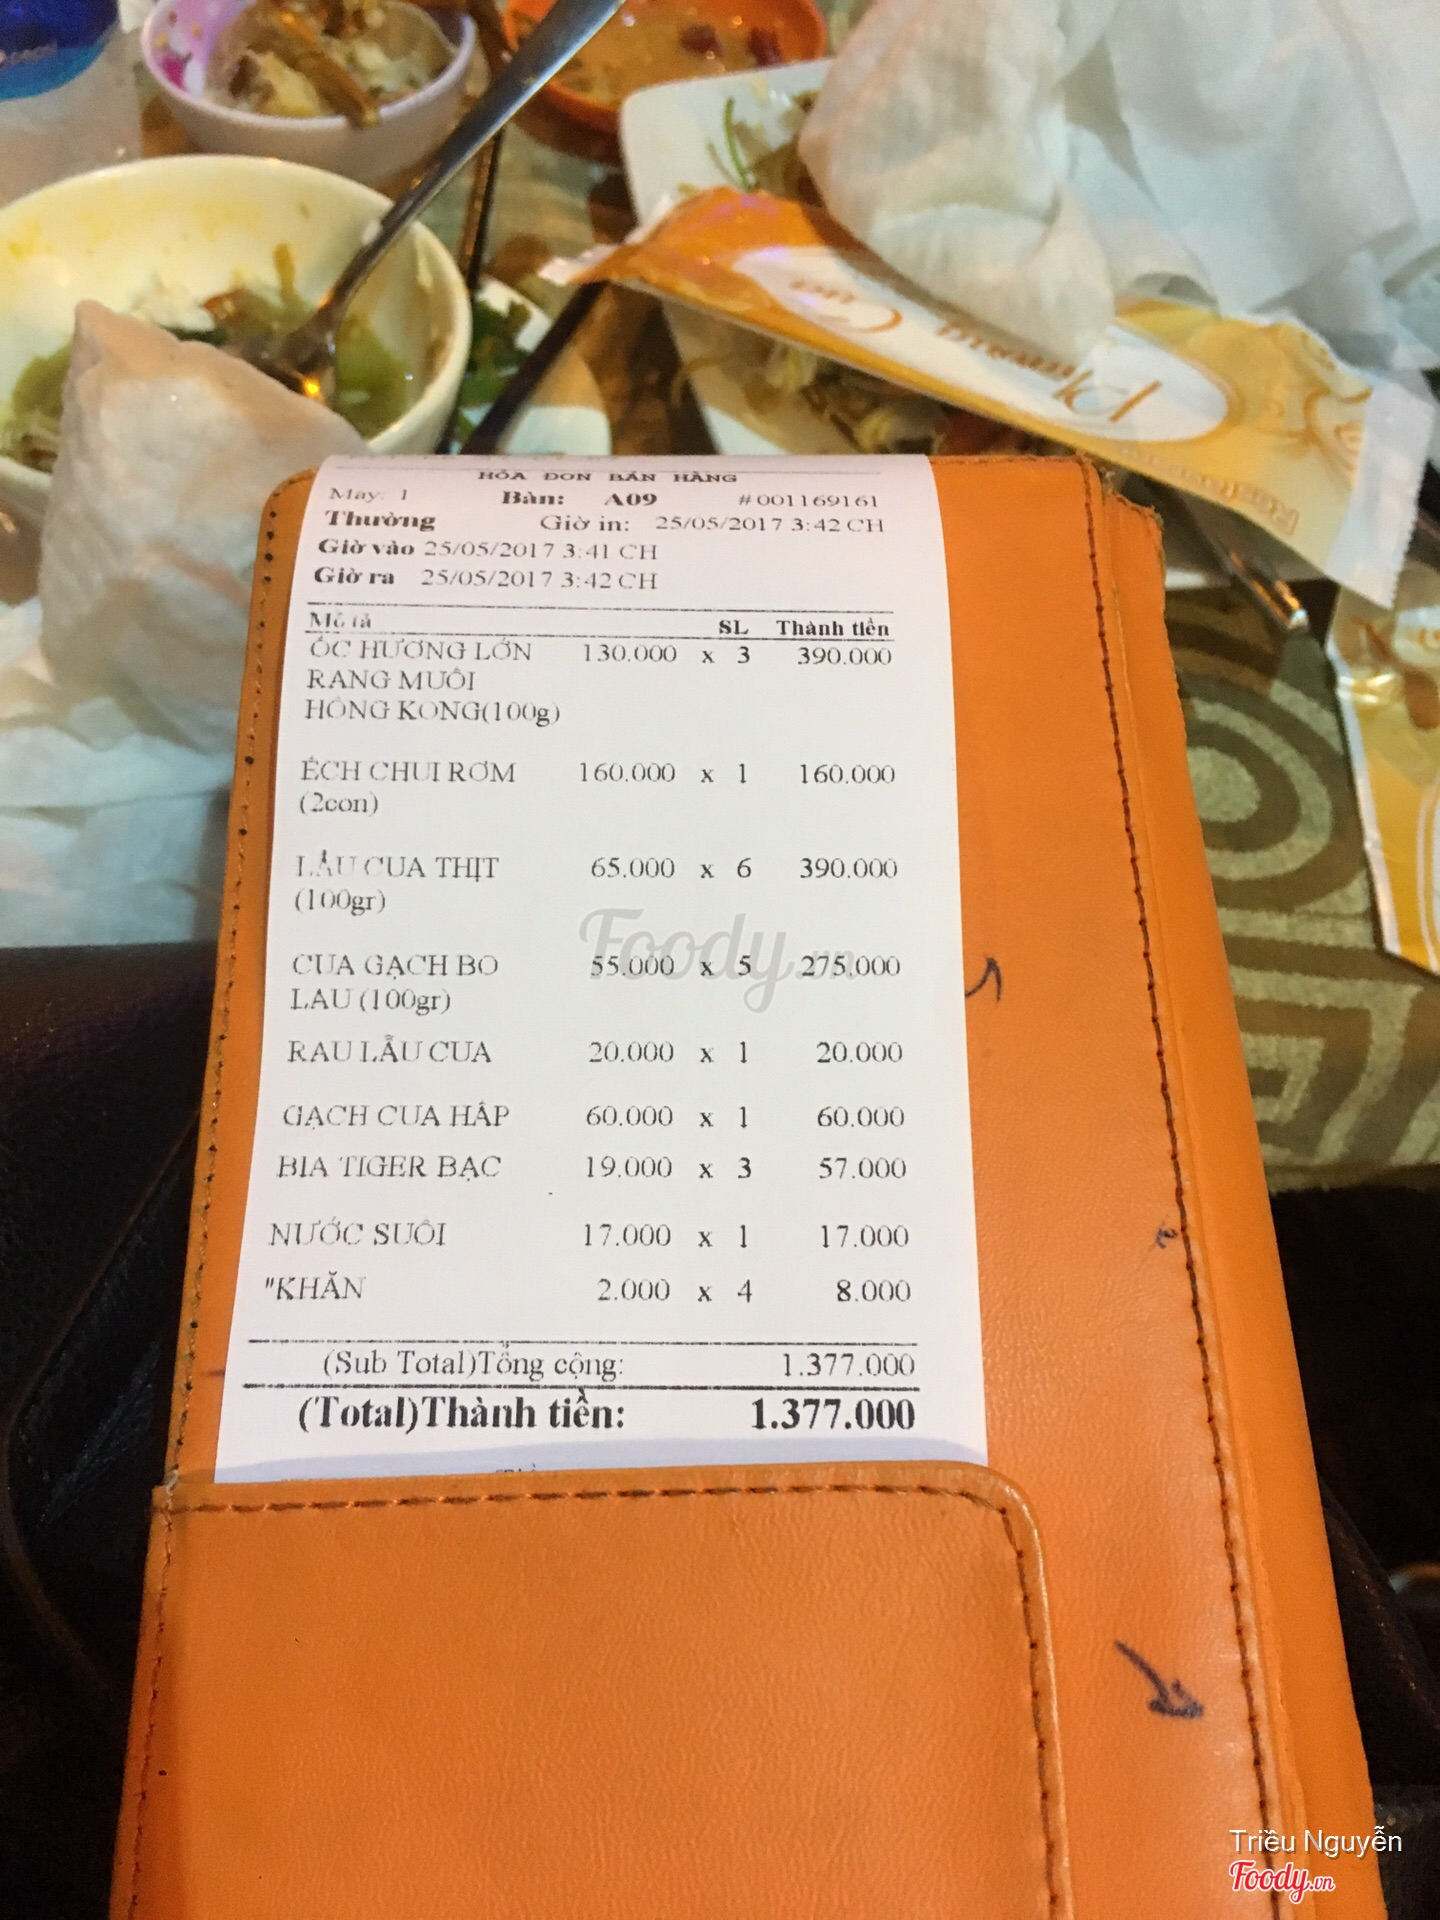 HÓA ĐƠN BÁN HÀNG
May: 1 Bàn: A09 #001169161
Thường Giờ in: 25/05/2017 3:42 CH
Giờ vào 25/05/2017 3:41 CH
Giờ ra 25/05/2017 3:42 CH
Mô tả SL Thành tiền
ỐC HƯƠNG LỚN 130.000 x 3 390.000
RANG MUỐI
HỒNG KONG(100g)
ẾCH CHUI RƠM 160.000 x 1 160.000
(2con)
LẨU CUA THỊT 65.000 x 6 390.000
(100gr)
CUA GẠCH BO 55.000 x 5 275.000
LAU (100gr)
RAU LẨU CUA 20.000 x 1 20.000
GẠCH CUA HẤP 60.000 x 1 60.000
BIA TIGER BẠC 19.000 x 3 57.000
NƯỚC SUỐI 17.000 x 1 17.000
"KHĂN 2.000 x 4 8.000
(Sub Total)Tổng cộng: 1.377.000
(Total)Thành tiền: 1.377.000
Foody.vn
Triều Nguyễn
Foody.vn